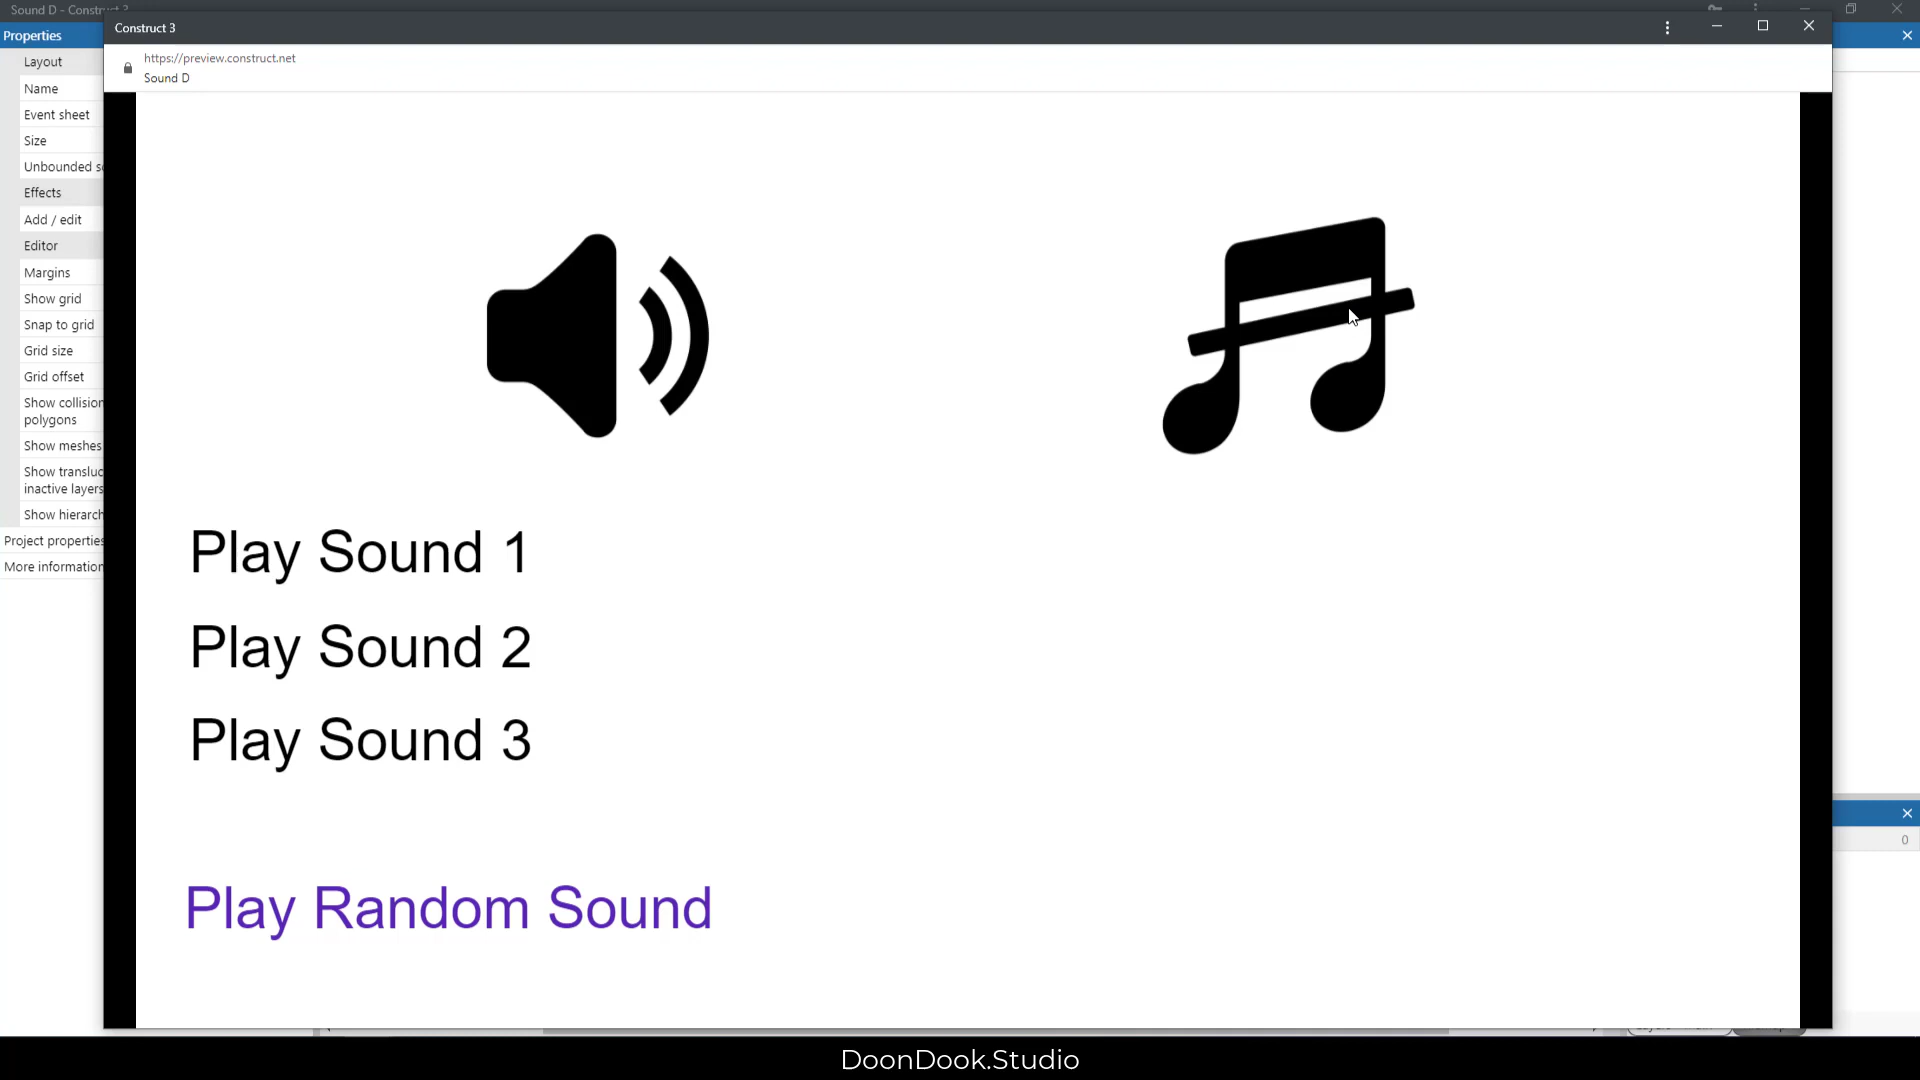 Sound D - Constr
Construct 3
Properties
https://preview.construct.net
Sound D
Layout
Name
Event sheet
Size
Unbounded
Effects
Add / edit
Editor
Margins
Show grid
Snap to grid
Grid size
Grid offset
Show collision
polygons
Show meshes
Show transluc
inactive layers
Show hierarch
Project properties
More information
Play Sound 1
Play Sound 2
Play Sound 3
Play Random Sound
0
DoonDook.Studio